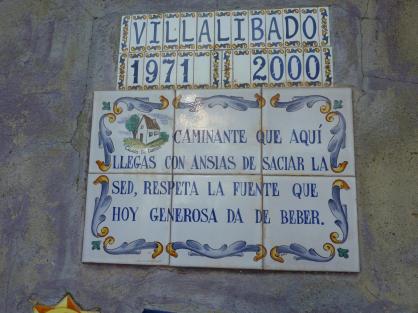 VILLALIBADO
1971 2000
CAMINANTE QUE AQUÍ
LLEGAS CON ANSIAS DE SACIAR LA
SED, RESPETA LA FUENTE QUE
HOY GENEROSA DA DE BEBER.